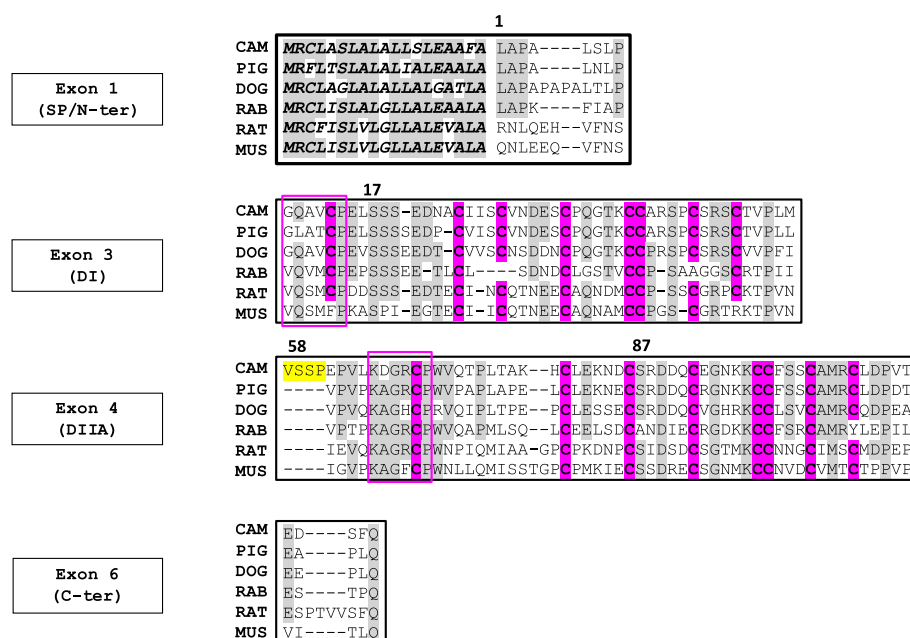 1
Exon 1
(SP/N-ter)
CAM MRCLASLALALLSLEAAFA LAPA----LSLP
PIG MRFLTSLALALIALEAALA LAPA----LNLP
DOG MRCLAGLALALLALGATLA LAPAPAPALTLP
RAB MRCLISLALGLLALEAALA LAPK----FIAP
RAT MRCFISLVLGLLALEVALA RNLQEH--VFNS
MUS MRCLISLVLGLLALEVALA QNLEEQ-VFNS
17
Exon 3
(DI)
CAM GQAVCPELSSS-EDNACIISCVNDESCPQGTKCCARSPCSRSCTVPLM
PIG GLATCPELSSSSEDP-CVISCVNDESCPQGTKCCARSPCSRSCTVPLL
DOG GQAVCPEVSSSEEDT-CVVSCNSDDNCPQGTKCCARSPCSRSCVVPFI
RAB VQVMCPEPSSSEE-TLCL----SDNDCLGSTVCCP-SAAGGSCRTPII
RAT VQSMCPDDSSS-EDTECI-NCQTNEECAQNDMCCP-SSCGRPCKTPVN
MUS VQSMFPKASPI-EGTECI-ICQTNEECAQNAMCCPGS-CGRTRKTPVN
58 87
Exon 4
(DIIA)
CAM VSSPEPVLKDGRCPWVQTPLTAK--HCLEKNDCSRDDQCEGNKKCCFSSCAMRCLDPVT
PIG ----VPVPKAGRCPWVPAPLAPE--LCLEKNECSRDDQCRGNKKCCFSSCAMRCLDPDT
DOG ----VPVQKAGHCPRVQIPLTPE--PCLESSECSRDDQCVGHRKCCLSVCAMRCQDPEA
RAB ----VPTPKAGRCPWVQAPMLSQ--LCEELSDCANDIECRGDKKCCFSRCAMRYLEPIL
RAT ----IEVQKAGRCPWNPIQMIAA-GPCPKDNPCSIDSDCSGTMKCCNNGCIMSCMDPEP
MUS ----IGVPKAGFCPWNLLQMISSTGPCPMKIECSSDRECSGNMKCCNVDCVMTCTPPVP
Exon 6
(C-ter)
CAM ED----SFQ
PIG EA----PLQ
DOG EE----PLQ
RAB ES----TPQ
RAT ESPTVVSFQ
MUS VI----TLQ